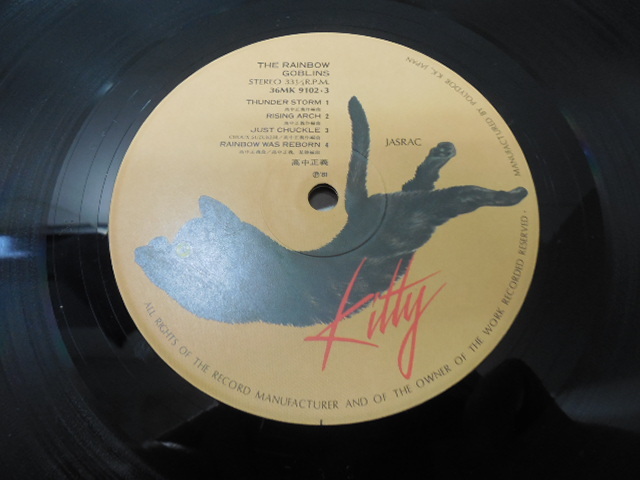 THE RAINBOW
GOBLINS
STEREO 33⅓R.P.M.
36MK 9102-3
THUNDER STORM 1
RISING ARCH 2
JUST CHUCKLE 3
RAINBOW WAS REBORN 4
高中正義
℗'81
JASRAC
Kitty
MANUFACTURED BY POLYDOR K.K. JAPAN
ALL RIGHTS OF THE RECORD MANUFACTURER AND OF THE OWNER OF THE WORK RECORDED RESERVED ·